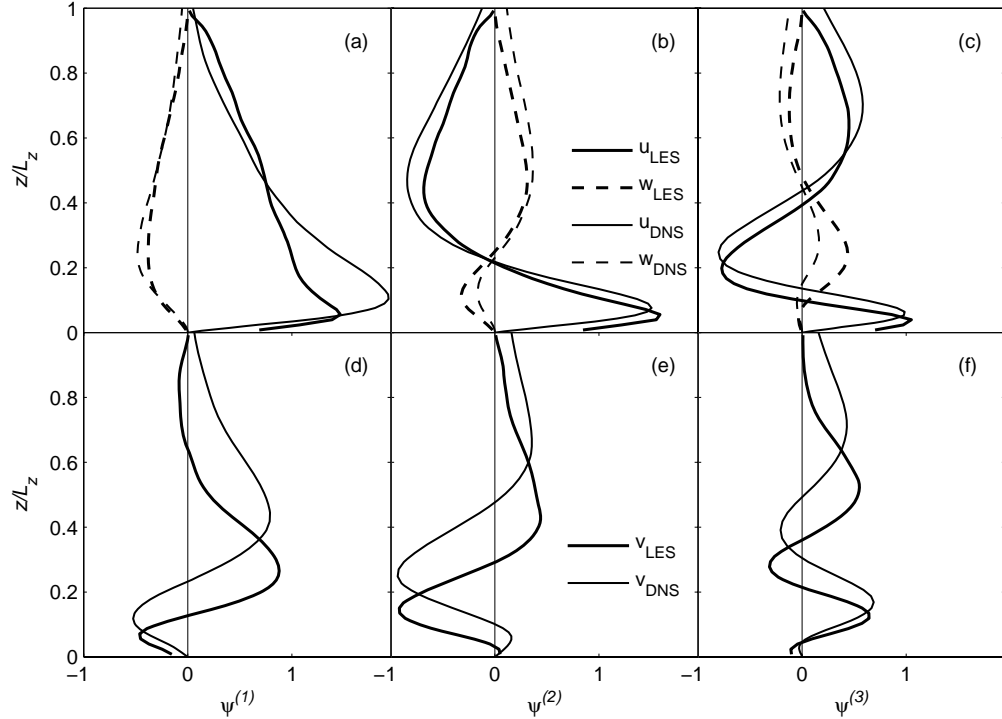 1
0.8
0.6
0.4
0.2
0
z/L_z
(a)
(b)
(c)
u_LES
w_LES
u_DNS
w_DNS
0.8
0.6
0.4
0.2
0
z/L_z
(d)
(e)
(f)
v_LES
v_DNS
−1 0 1 −1 0 1 −1 0 1
ψ^(1)
ψ^(2)
ψ^(3)